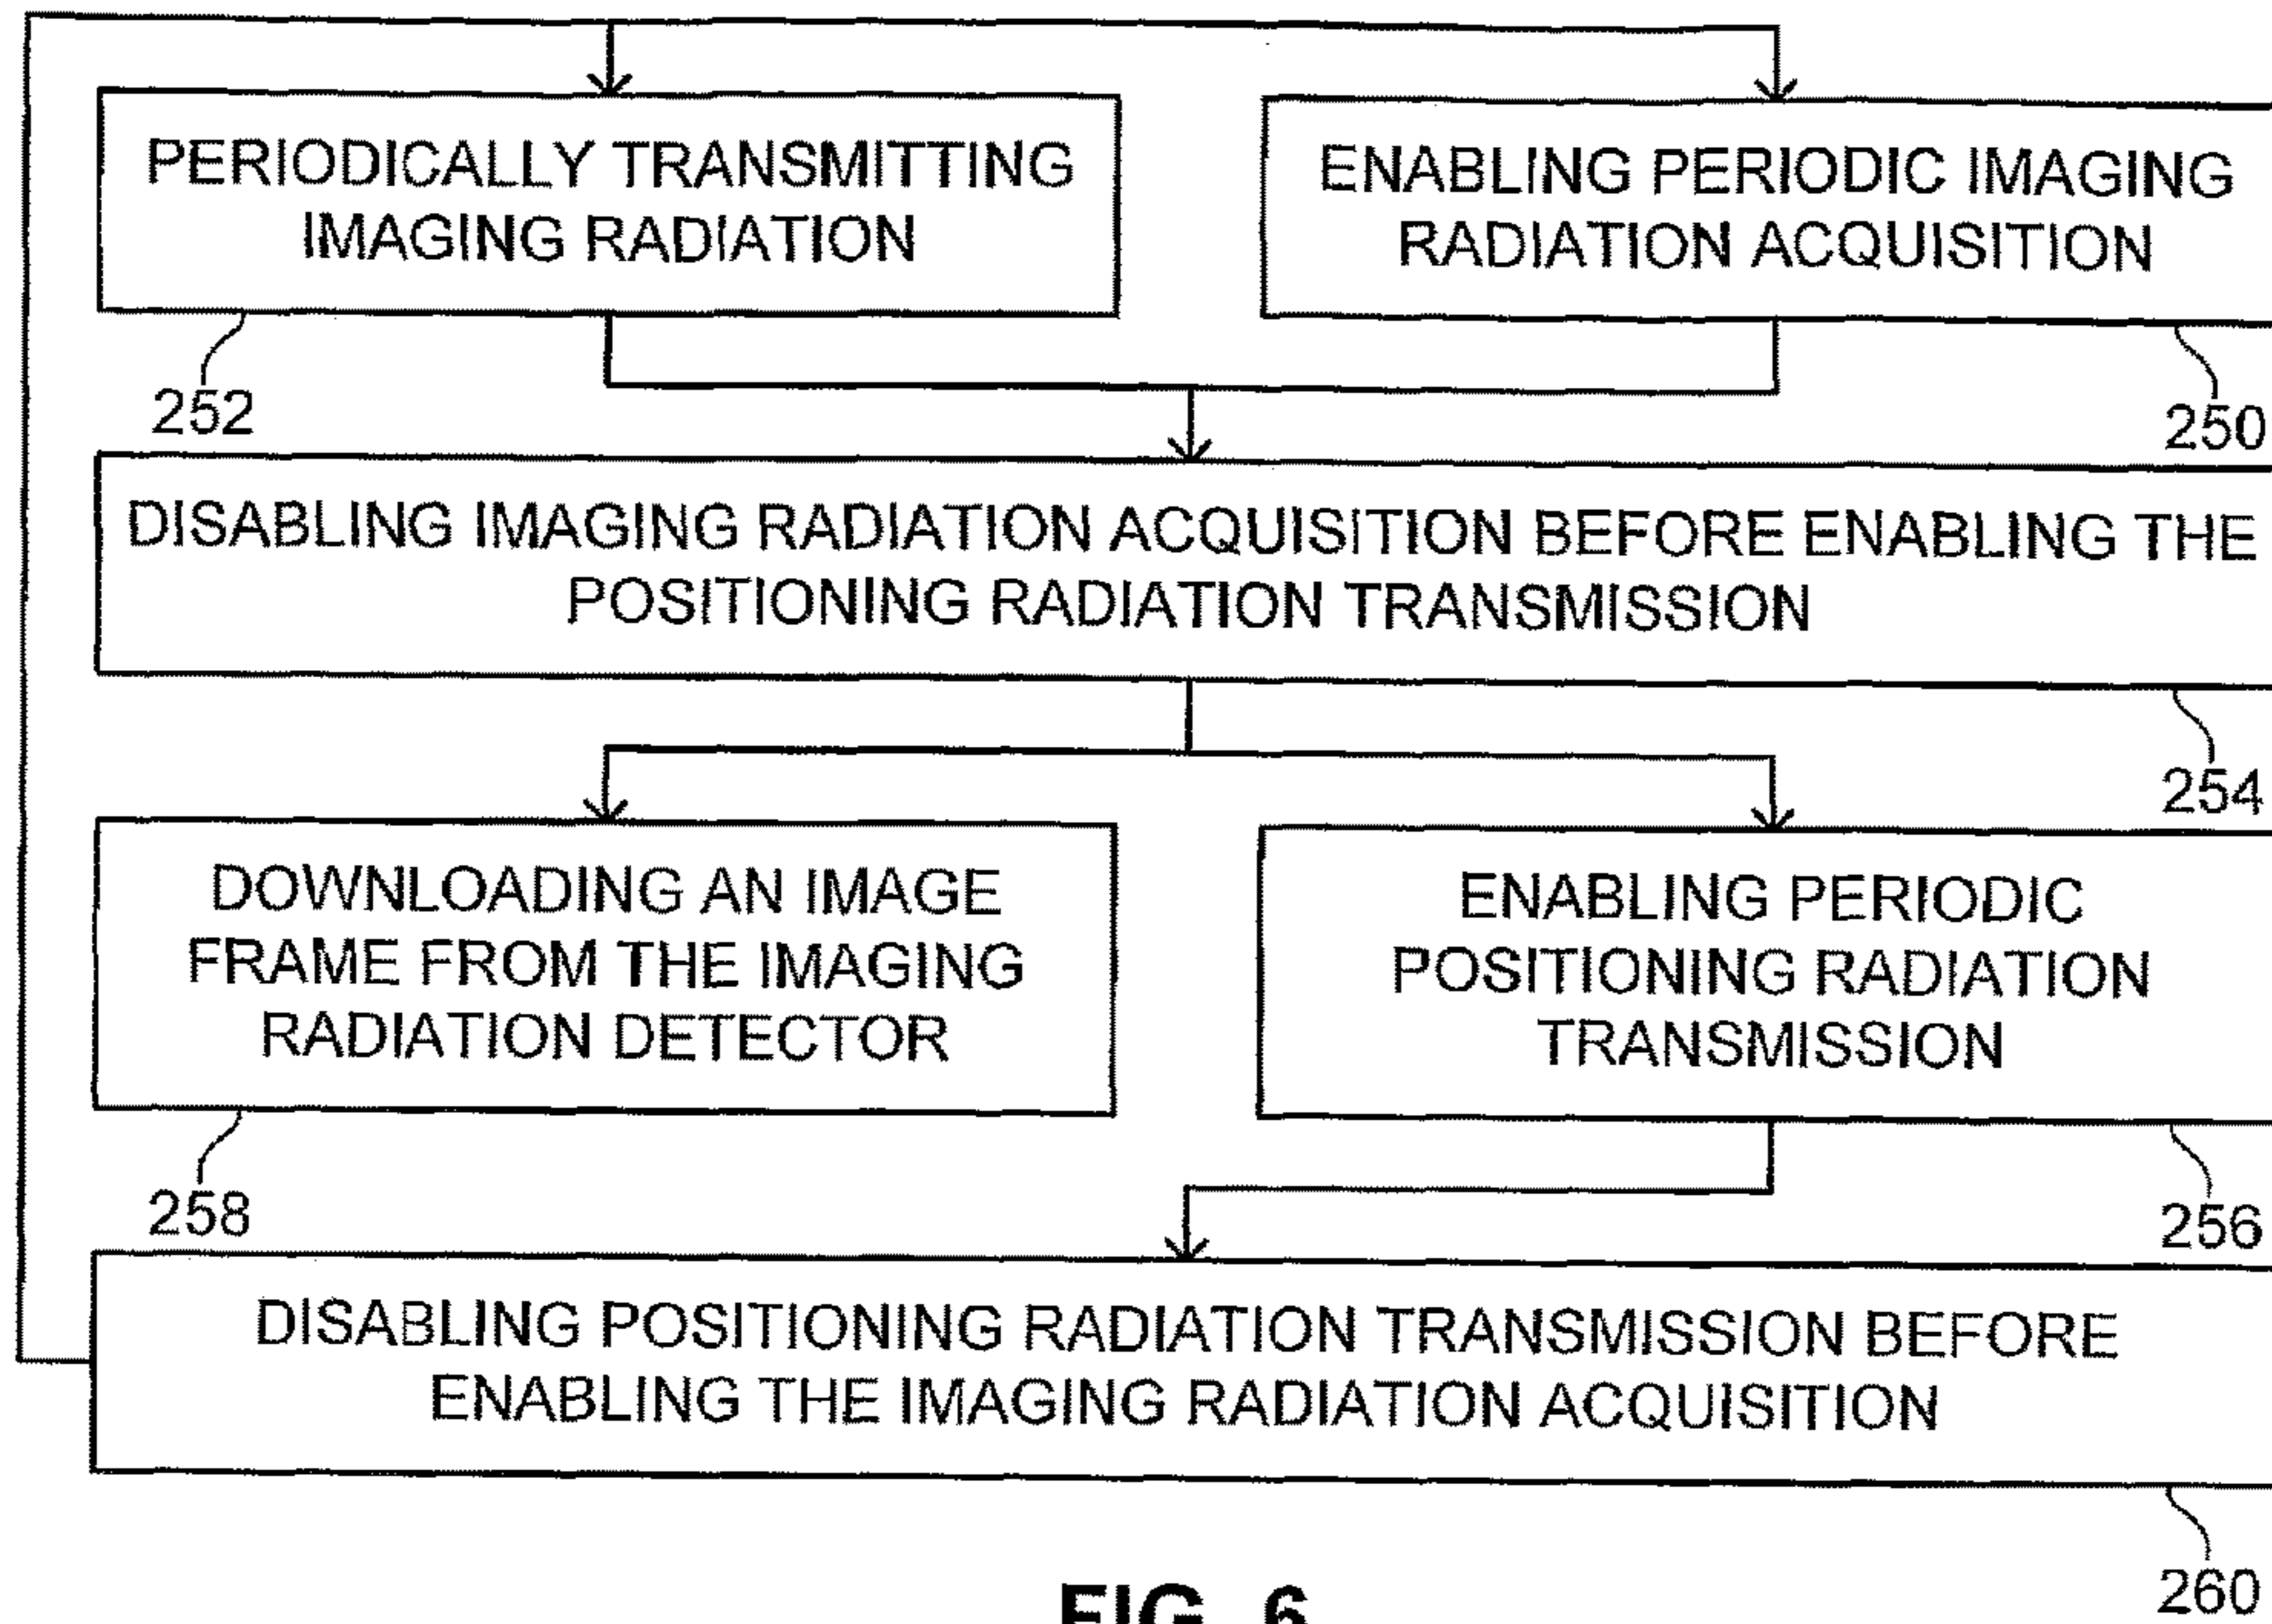 PERIODICALLY TRANSMITTING
IMAGING RADIATION
252
ENABLING PERIODIC IMAGING
RADIATION ACQUISITION
250
DISABLING IMAGING RADIATION ACQUISITION BEFORE ENABLING THE
POSITIONING RADIATION TRANSMISSION
254
DOWNLOADING AN IMAGE
FRAME FROM THE IMAGING
RADIATION DETECTOR
258
ENABLING PERIODIC
POSITIONING RADIATION
TRANSMISSION
256
DISABLING POSITIONING RADIATION TRANSMISSION BEFORE
ENABLING THE IMAGING RADIATION ACQUISITION
260
FIG. 6